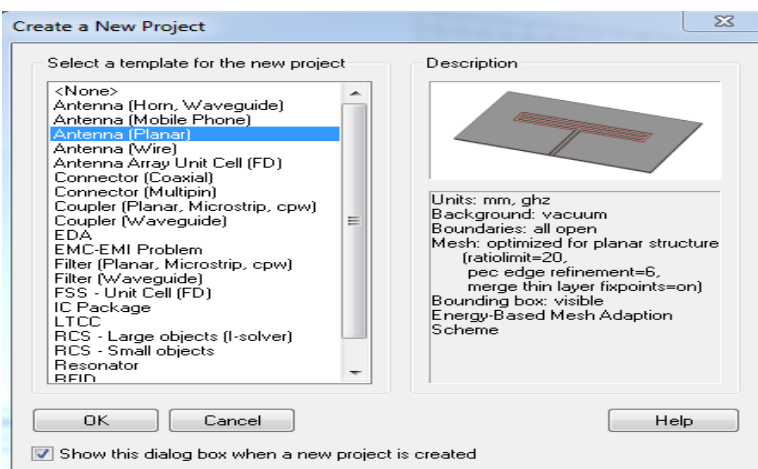 Create a New Project
Select a template for the new project
<None>
Antenna (Horn, Waveguide)
Antenna (Mobile Phone)
Antenna (Planar)
Antenna (Wire)
Antenna Array Unit Cell (FD)
Connector (Coaxial)
Connector (Multipin)
Coupler (Planar, Microstrip, cpw)
Coupler (Waveguide)
EDA
EMC-EMI Problem
Filter (Planar, Microstrip, cpw)
Filter (Waveguide)
FSS - Unit Cell (FD)
IC Package
LTCC
RCS - Large objects (I-solver)
RCS - Small objects
Resonator
RFID
Description
Units: mm, ghz
Background: vacuum
Boundaries: all open
Mesh: optimized for planar structure
(ratiolimit=20,
pec edge refinement=6,
merge thin layer fixpoints=on)
Bounding box: visible
Energy-Based Mesh Adaption
Scheme
OK
Cancel
Help
Show this dialog box when a new project is created